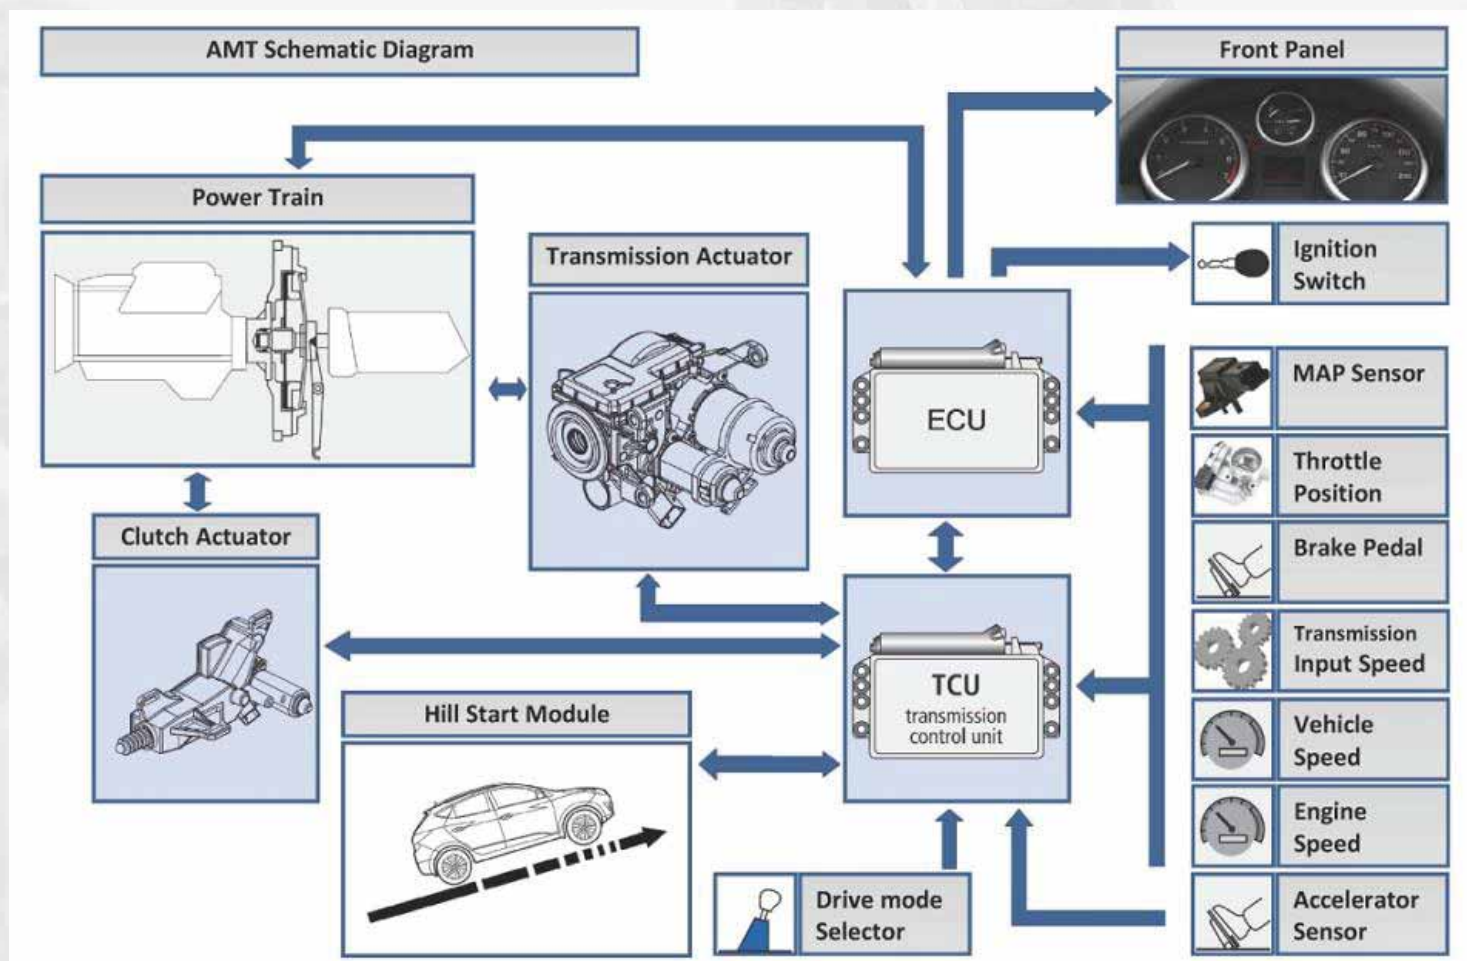 AMT Schematic Diagram
Front Panel
Power Train
Transmission Actuator
Ignition
Switch
ECU
MAP Sensor
Throttle
Position
Clutch Actuator
Brake Pedal
Transmission
Input Speed
TCU
transmission
control unit
Hill Start Module
Vehicle
Speed
Engine
Speed
Drive mode
Selector
Accelerator
Sensor